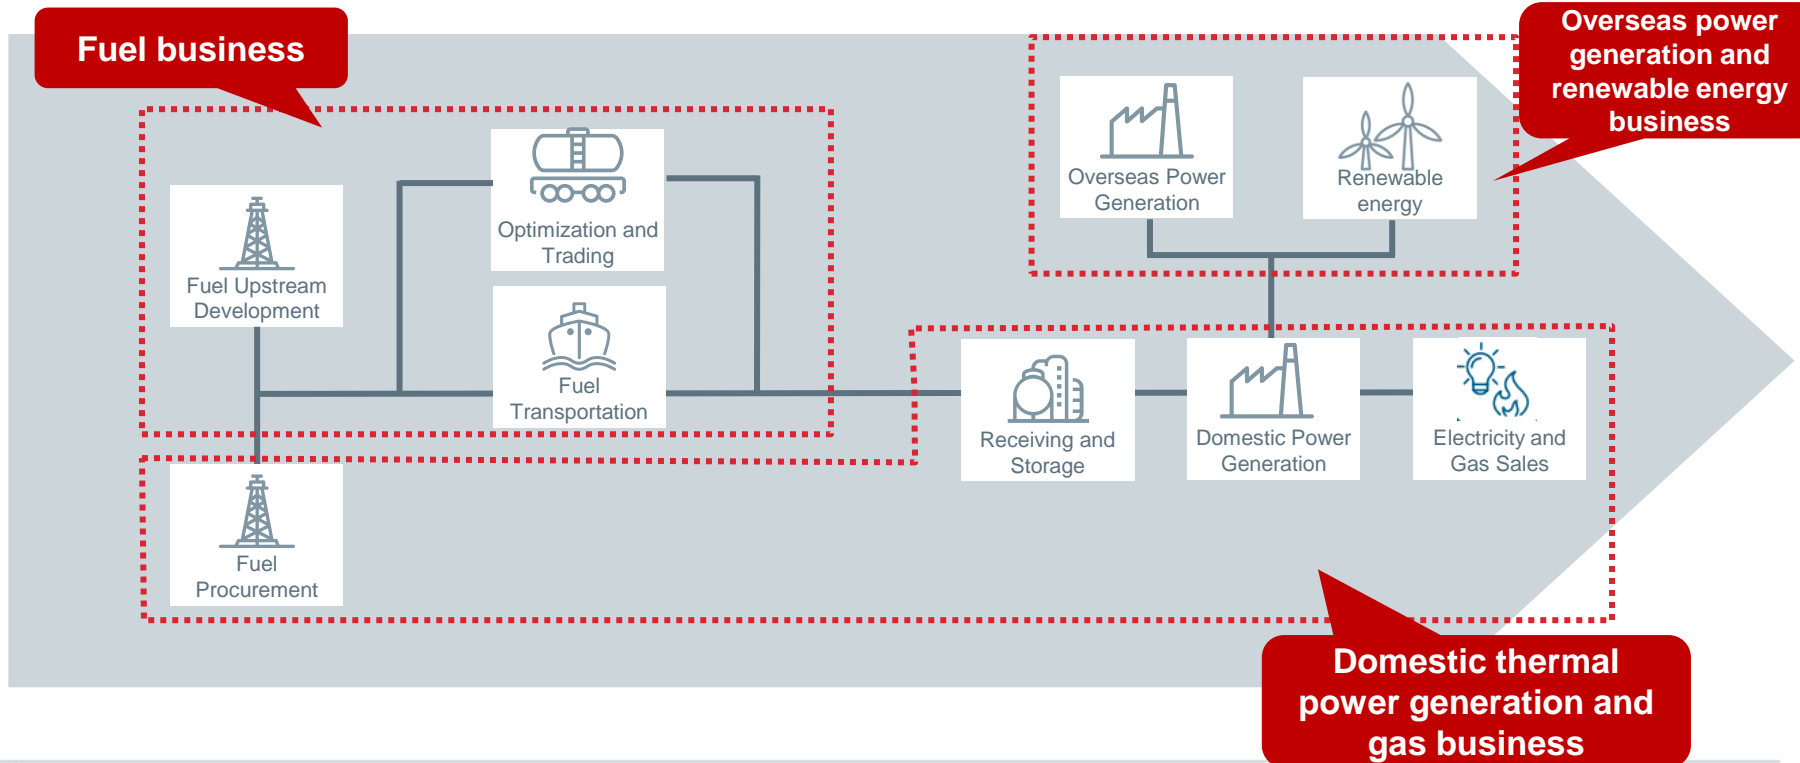 Fuel business
Overseas power
generation and
renewable energy
business
Optimization and
Trading
Overseas Power
Generation
Renewable
energy
Fuel Upstream
Development
Fuel
Transportation
Receiving and
Storage
Domestic Power
Generation
Electricity and
Gas Sales
Fuel
Procurement
Domestic thermal
power generation and
gas business